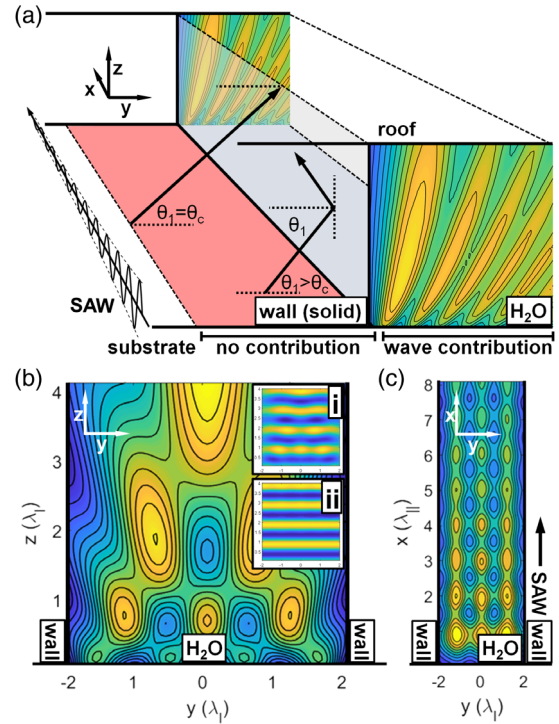 (a)
z
x
y
roof
θ₁=θc
θ₁
θ₁>θc
SAW
wall (solid)
H₂O
substrate
no contribution
wave contribution
(b)
(c)
z
y
i
ii
z (λl)
4
3
2
1
wall
H₂O
wall
-2 -1 0 1 2
y (λl)
x
y
x (λ||)
8
7
6
5
4
3
2
SAW
wall
H₂O
wall
-2 0 2
y (λl)